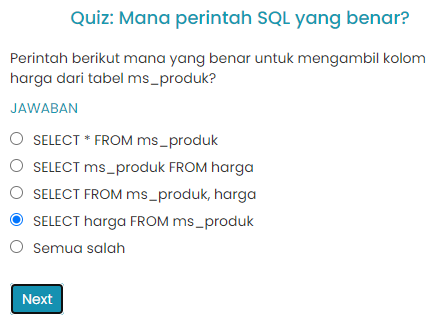 Quiz: Mana perintah SQL yang benar?
Perintah berikut mana yang benar untuk mengambil kolom
harga dari tabel ms_produk?
JAWABAN
SELECT * FROM ms_produk
SELECT ms_produk FROM harga
SELECT FROM ms_produk, harga
SELECT harga FROM ms_produk
Semua salah
Next